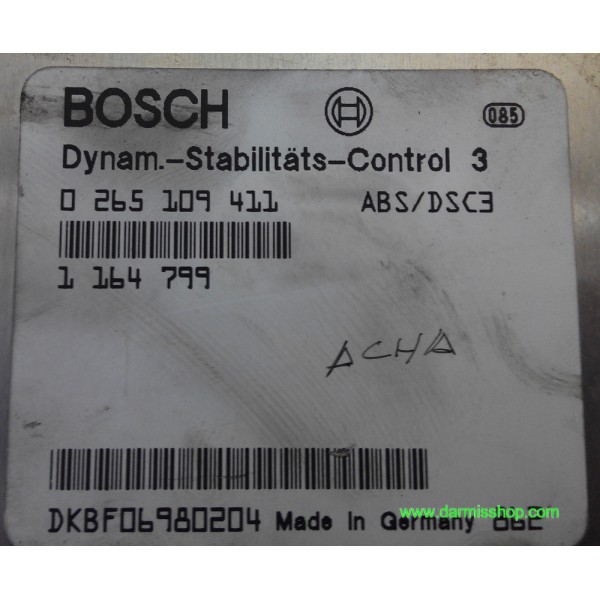 BOSCH 085
Dynam.-Stabilitäts-Control 3
0 265 109 411 ABS/DSC3
1 164 799
ACHA
www.darmisshop.com
DKBF06980204 Made In Germany